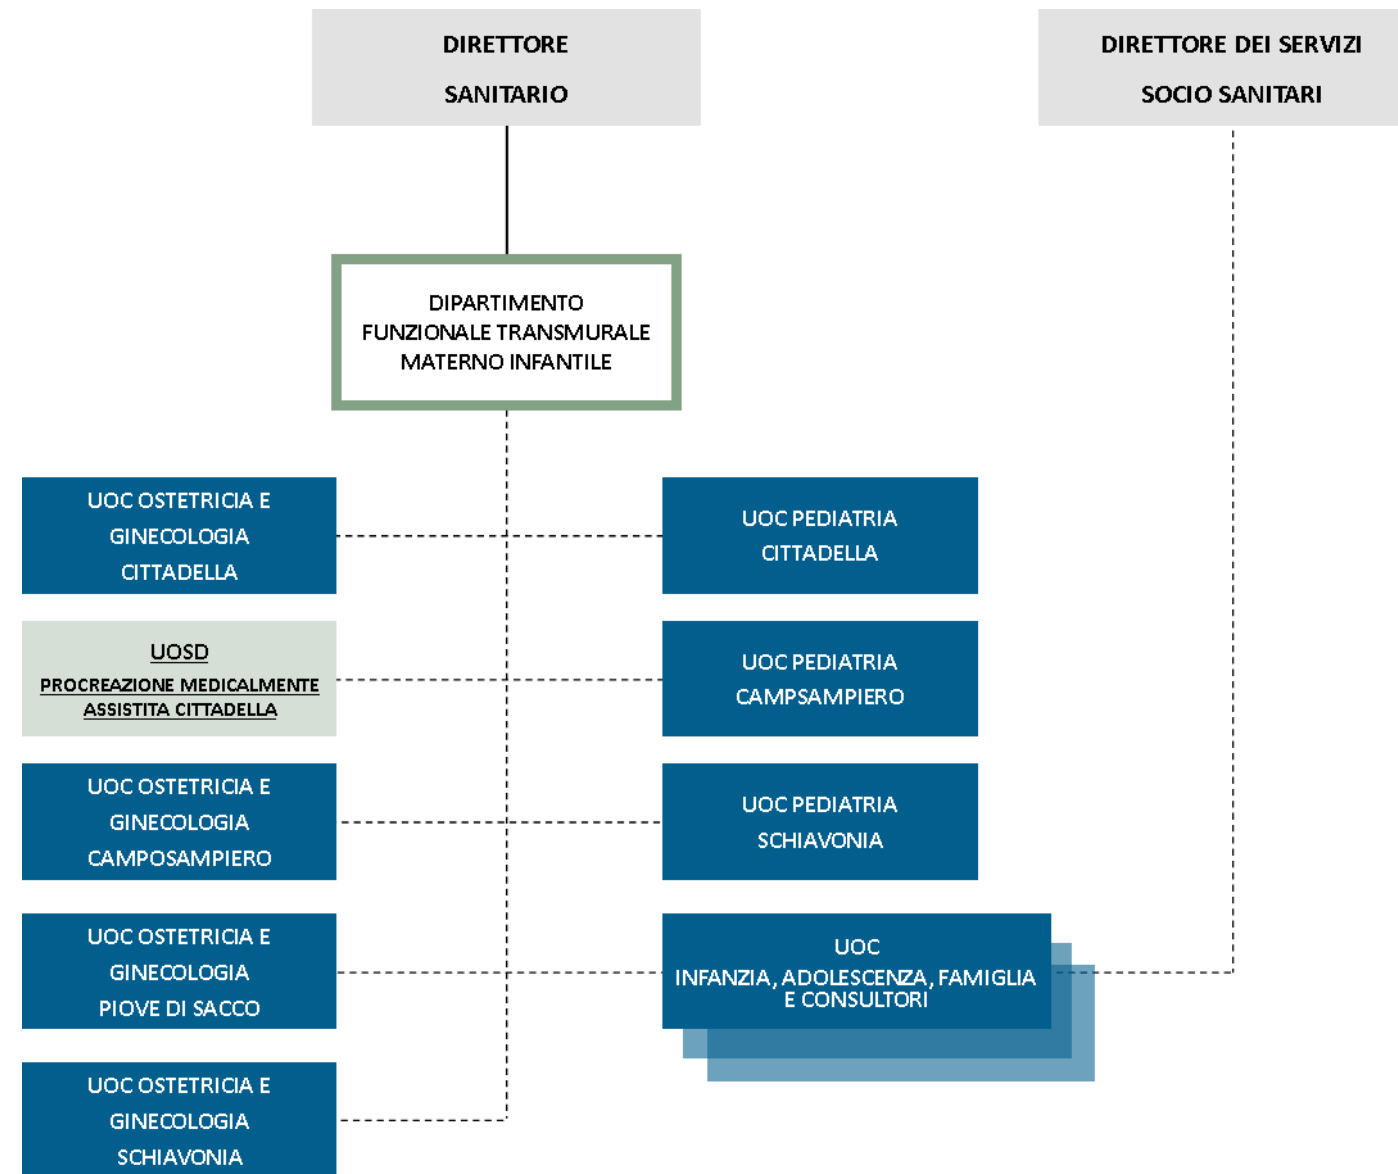 DIRETTORE
SANITARIO
DIRETTORE DEI SERVIZI
SOCIO SANITARI
DIPARTIMENTO
FUNZIONALE TRANSMURALE
MATERNO INFANTILE
UOC OSTETRICIA E
GINECOLOGIA
CITTADELLA
UOC PEDIATRIA
CITTADELLA
UOSD
PROCREAZIONE MEDICALMENTE
ASSISTITA CITTADELLA
UOC PEDIATRIA
CAMPSAMPIERO
UOC OSTETRICIA E
GINECOLOGIA
CAMPOSAMPIERO
UOC PEDIATRIA
SCHIAVONIA
UOC OSTETRICIA E
GINECOLOGIA
PIOVE DI SACCO
UOC
INFANZIA, ADOLESCENZA, FAMIGLIA
E CONSULTORI
UOC OSTETRICIA E
GINECOLOGIA
SCHIAVONIA